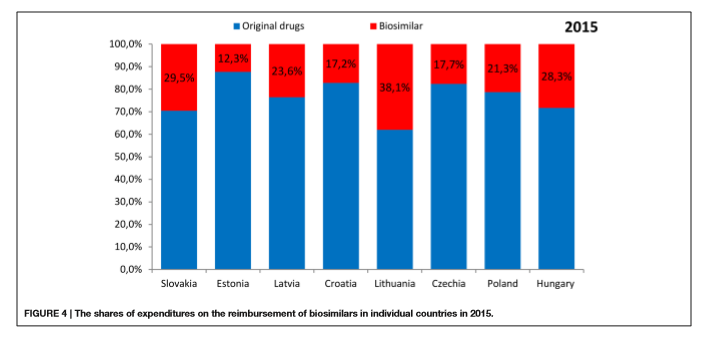 Original drugs Biosimilar 2015
100,0%
90,0%
80,0%
70,0%
60,0%
50,0%
40,0%
30,0%
20,0%
10,0%
0,0%
29,5% 12,3% 23,6% 17,2% 38,1% 17,7% 21,3% 28,3%
Slovakia Estonia Latvia Croatia Lithuania Czechia Poland Hungary
FIGURE 4 | The shares of expenditures on the reimbursement of biosimilars in individual countries in 2015.